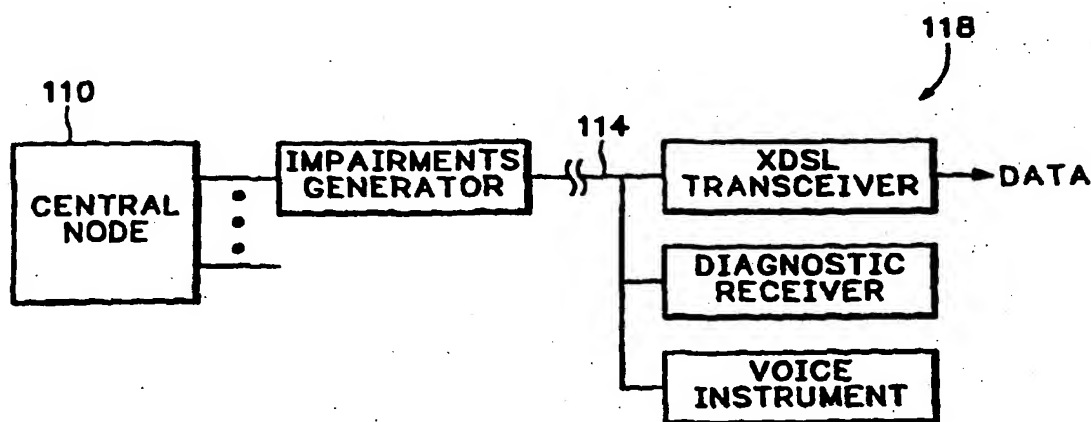 118
110
114
CENTRAL
NODE
IMPAIRMENTS
GENERATOR
XDSL
TRANSCEIVER
DATA
DIAGNOSTIC
RECEIVER
VOICE
INSTRUMENT